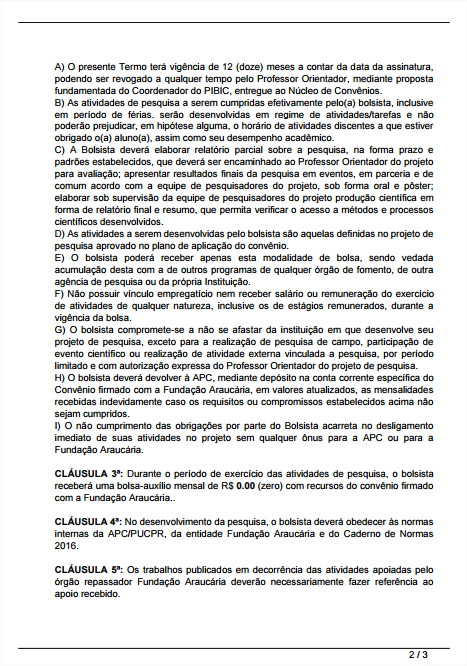 A) O presente Termo terá vigência de 12 (doze) meses a contar da data da assinatura,
podendo ser revogado a qualquer tempo pelo Professor Orientador, mediante proposta
fundamentada do Coordenador do PIBIC, entregue ao Núcleo de Convênios.
B) As atividades de pesquisa a serem cumpridas efetivamente pelo(a) bolsista, inclusive
em período de férias. serão desenvolvidas em regime de atividades/tarefas e não
poderão prejudicar, em hipótese alguma, o horário de atividades discentes a que estiver
obrigado o(a) aluno(a), assim como seu desempenho acadêmico.
C) A Bolsista deverá elaborar relatório parcial sobre a pesquisa, na forma prazo e
padrões estabelecidos, que deverá ser encaminhado ao Professor Orientador do projeto
para avaliação; apresentar resultados finais da pesquisa em eventos, em parceria e de
comum acordo com a equipe de pesquisadores do projeto, sob forma oral e pôster;
elaborar sob supervisão da equipe de pesquisadores do projeto produção científica em
forma de relatório final e resumo, que permita verificar o acesso a métodos e processos
científicos desenvolvidos.
D) As atividades a serem desenvolvidas pelo bolsista são aquelas definidas no projeto de
pesquisa aprovado no plano de aplicação do convênio.
E) O bolsista poderá receber apenas esta modalidade de bolsa, sendo vedada
acumulação desta com a de outros programas de qualquer órgão de fomento, de outra
agência de pesquisa ou da própria Instituição.
F) Não possuir vínculo empregatício nem receber salário ou remuneração do exercício
de atividades de qualquer natureza, inclusive os de estágios remunerados, durante a
vigência da bolsa.
G) O bolsista compromete-se a não se afastar da instituição em que desenvolve seu
projeto de pesquisa, exceto para a realização de pesquisa de campo, participação de
evento científico ou realização de atividade externa vinculada a pesquisa, por período
limitado e com autorização expressa do Professor Orientador do projeto de pesquisa.
H) O bolsista deverá devolver à APC, mediante depósito na conta corrente específica do
Convênio firmado com a Fundação Araucária, em valores atualizados, as mensalidades
recebidas indevidamente caso os requisitos ou compromissos estabelecidos acima não
sejam cumpridos.
I) O não cumprimento das obrigações por parte do Bolsista acarreta no desligamento
imediato de suas atividades no projeto sem qualquer ônus para a APC ou para a
Fundação Araucária.
CLÁUSULA 3ª: Durante o período de exercício das atividades de pesquisa, o bolsista
receberá uma bolsa-auxílio mensal de R$ 0.00 (zero) com recursos do convênio firmado
com a Fundação Araucária..
CLÁUSULA 4ª: No desenvolvimento da pesquisa, o bolsista deverá obedecer às normas
internas da APC/PUCPR, da entidade Fundação Araucária e do Caderno de Normas
2016.
CLÁUSULA 5ª: Os trabalhos publicados em decorrência das atividades apoiadas pelo
órgão repassador Fundação Araucária deverão necessariamente fazer referência ao
apoio recebido.
2 / 3